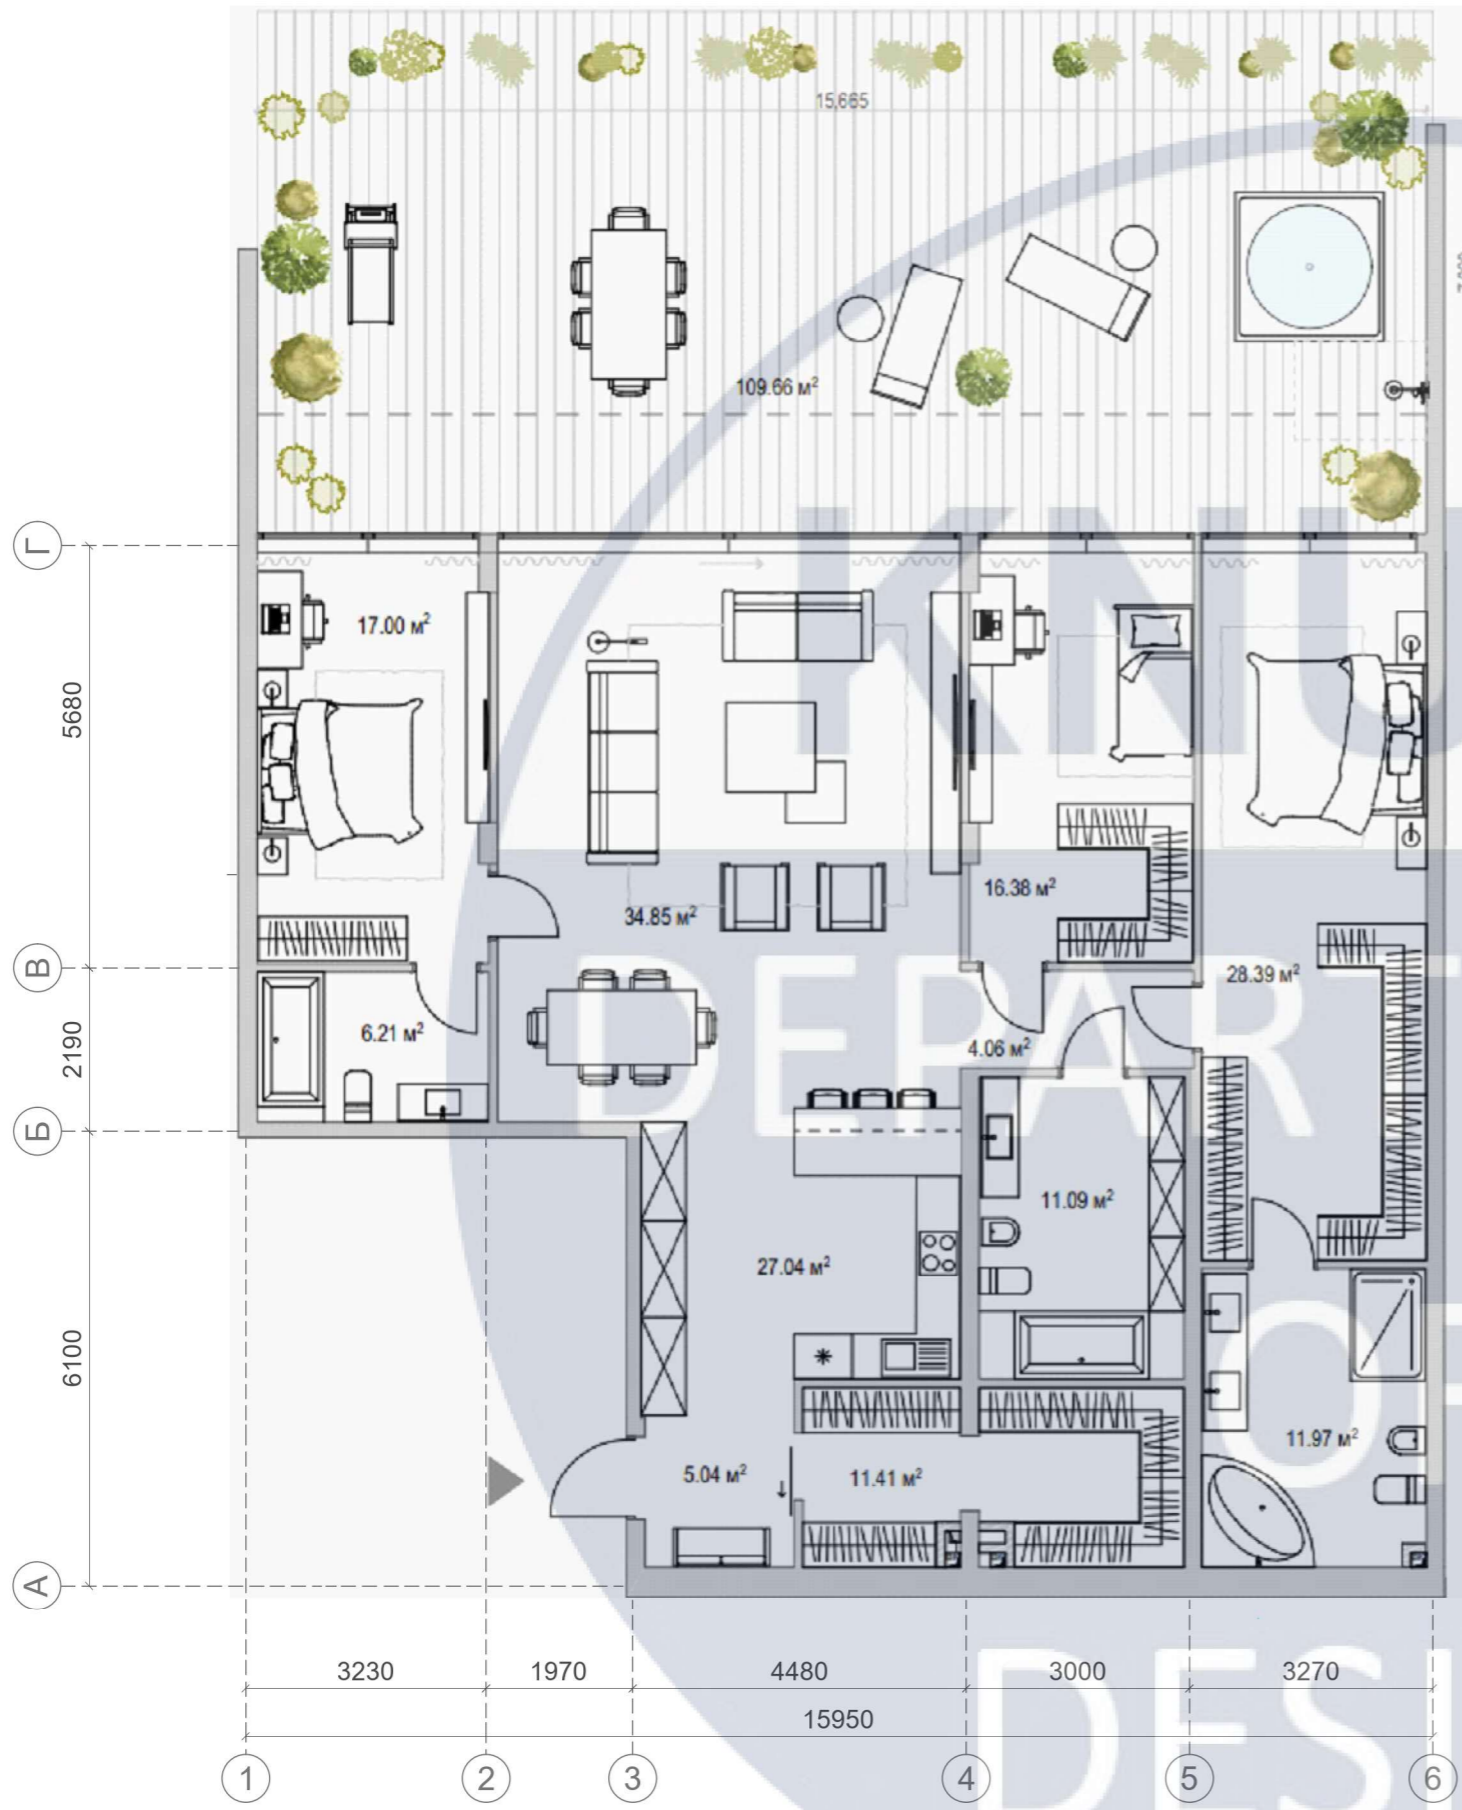 15,665
109.66 м²
Г
17.00 м²
5680
16.38 м²
34.85 м²
В
28.39 м²
6.21 м²
4.06 м²
2190
Б
11.09 м²
27.04 м²
6100
11.97 м²
5.04 м²
11.41 м²
А
3230
1970
4480
3000
3270
15950
1
2
3
4
5
6
KNU
DEPART
OF
DESI